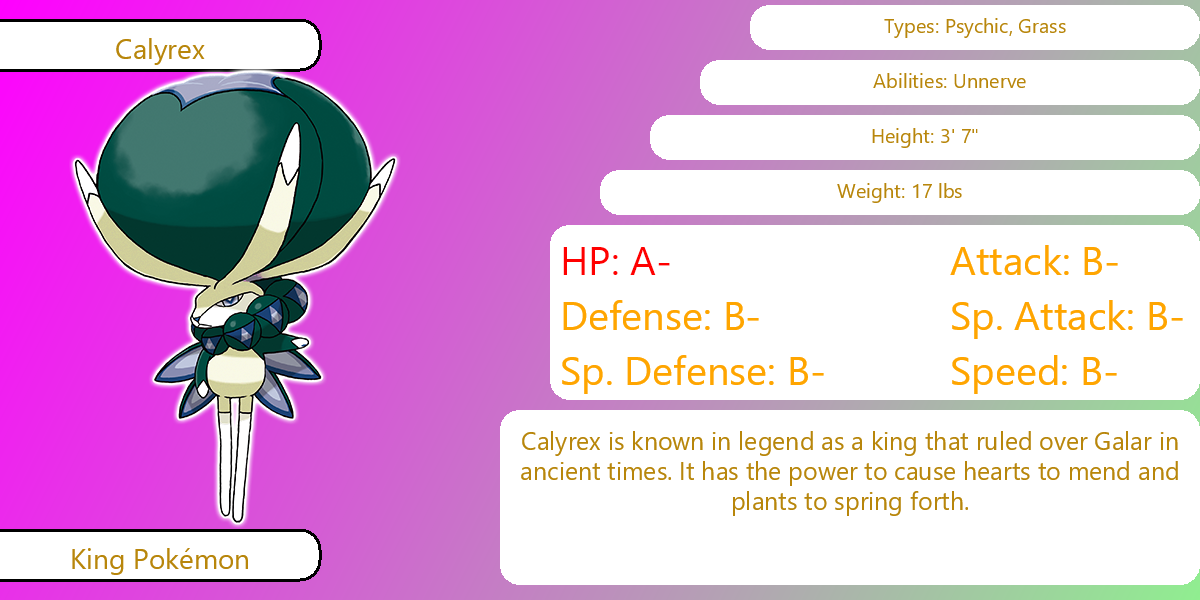 Calyrex
Types: Psychic, Grass
Abilities: Unnerve
Height: 3' 7"
Weight: 17 lbs
HP: A-
Attack: B-
Defense: B-
Sp. Attack: B-
Sp. Defense: B-
Speed: B-
Calyrex is known in legend as a king that ruled over Galar in
ancient times. It has the power to cause hearts to mend and
plants to spring forth.
King Pokémon